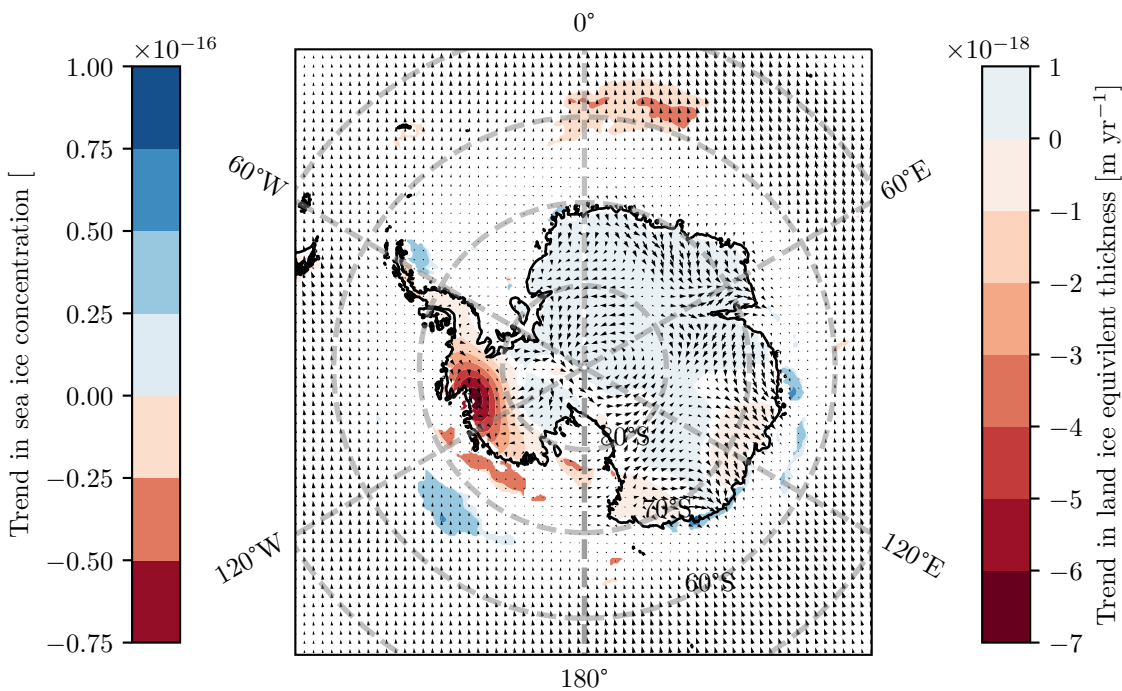 0°
×10⁻¹⁶
×10⁻¹⁸
1.00
0.75
0.50
0.25
0.00
−0.25
−0.50
−0.75
Trend in sea ice concentration [
60°W
60°E
80°S
70°S
60°S
120°W
120°E
180°
1
0
−1
−2
−3
−4
−5
−6
−7
Trend in land ice equivilent thickness [m yr⁻¹]